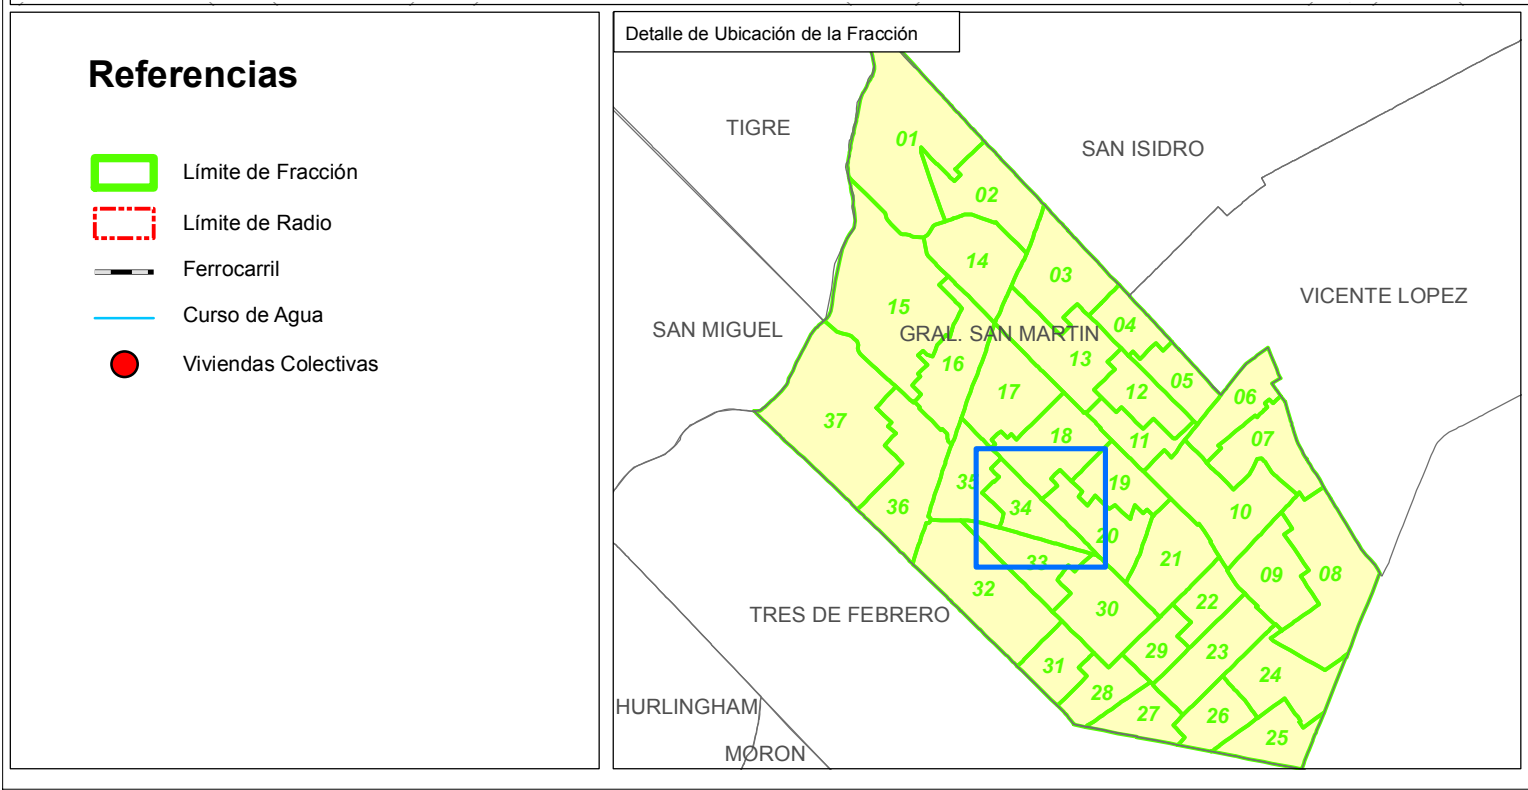 Referencias
Límite de Fracción
Límite de Radio
Ferrocarril
Curso de Agua
Viviendas Colectivas
Detalle de Ubicación de la Fracción
TIGRE
01
SAN ISIDRO
02
14
03
VICENTE LOPEZ
15
SAN MIGUEL
GRAL. SAN MARTIN
04
16
13
05
17
12
06
37
18
11
07
35
19
36
34
10
20
33
21
32
09
08
30
22
TRES DE FEBRERO
31
29
23
24
28
HURLINGHAM
27
26
25
MORON